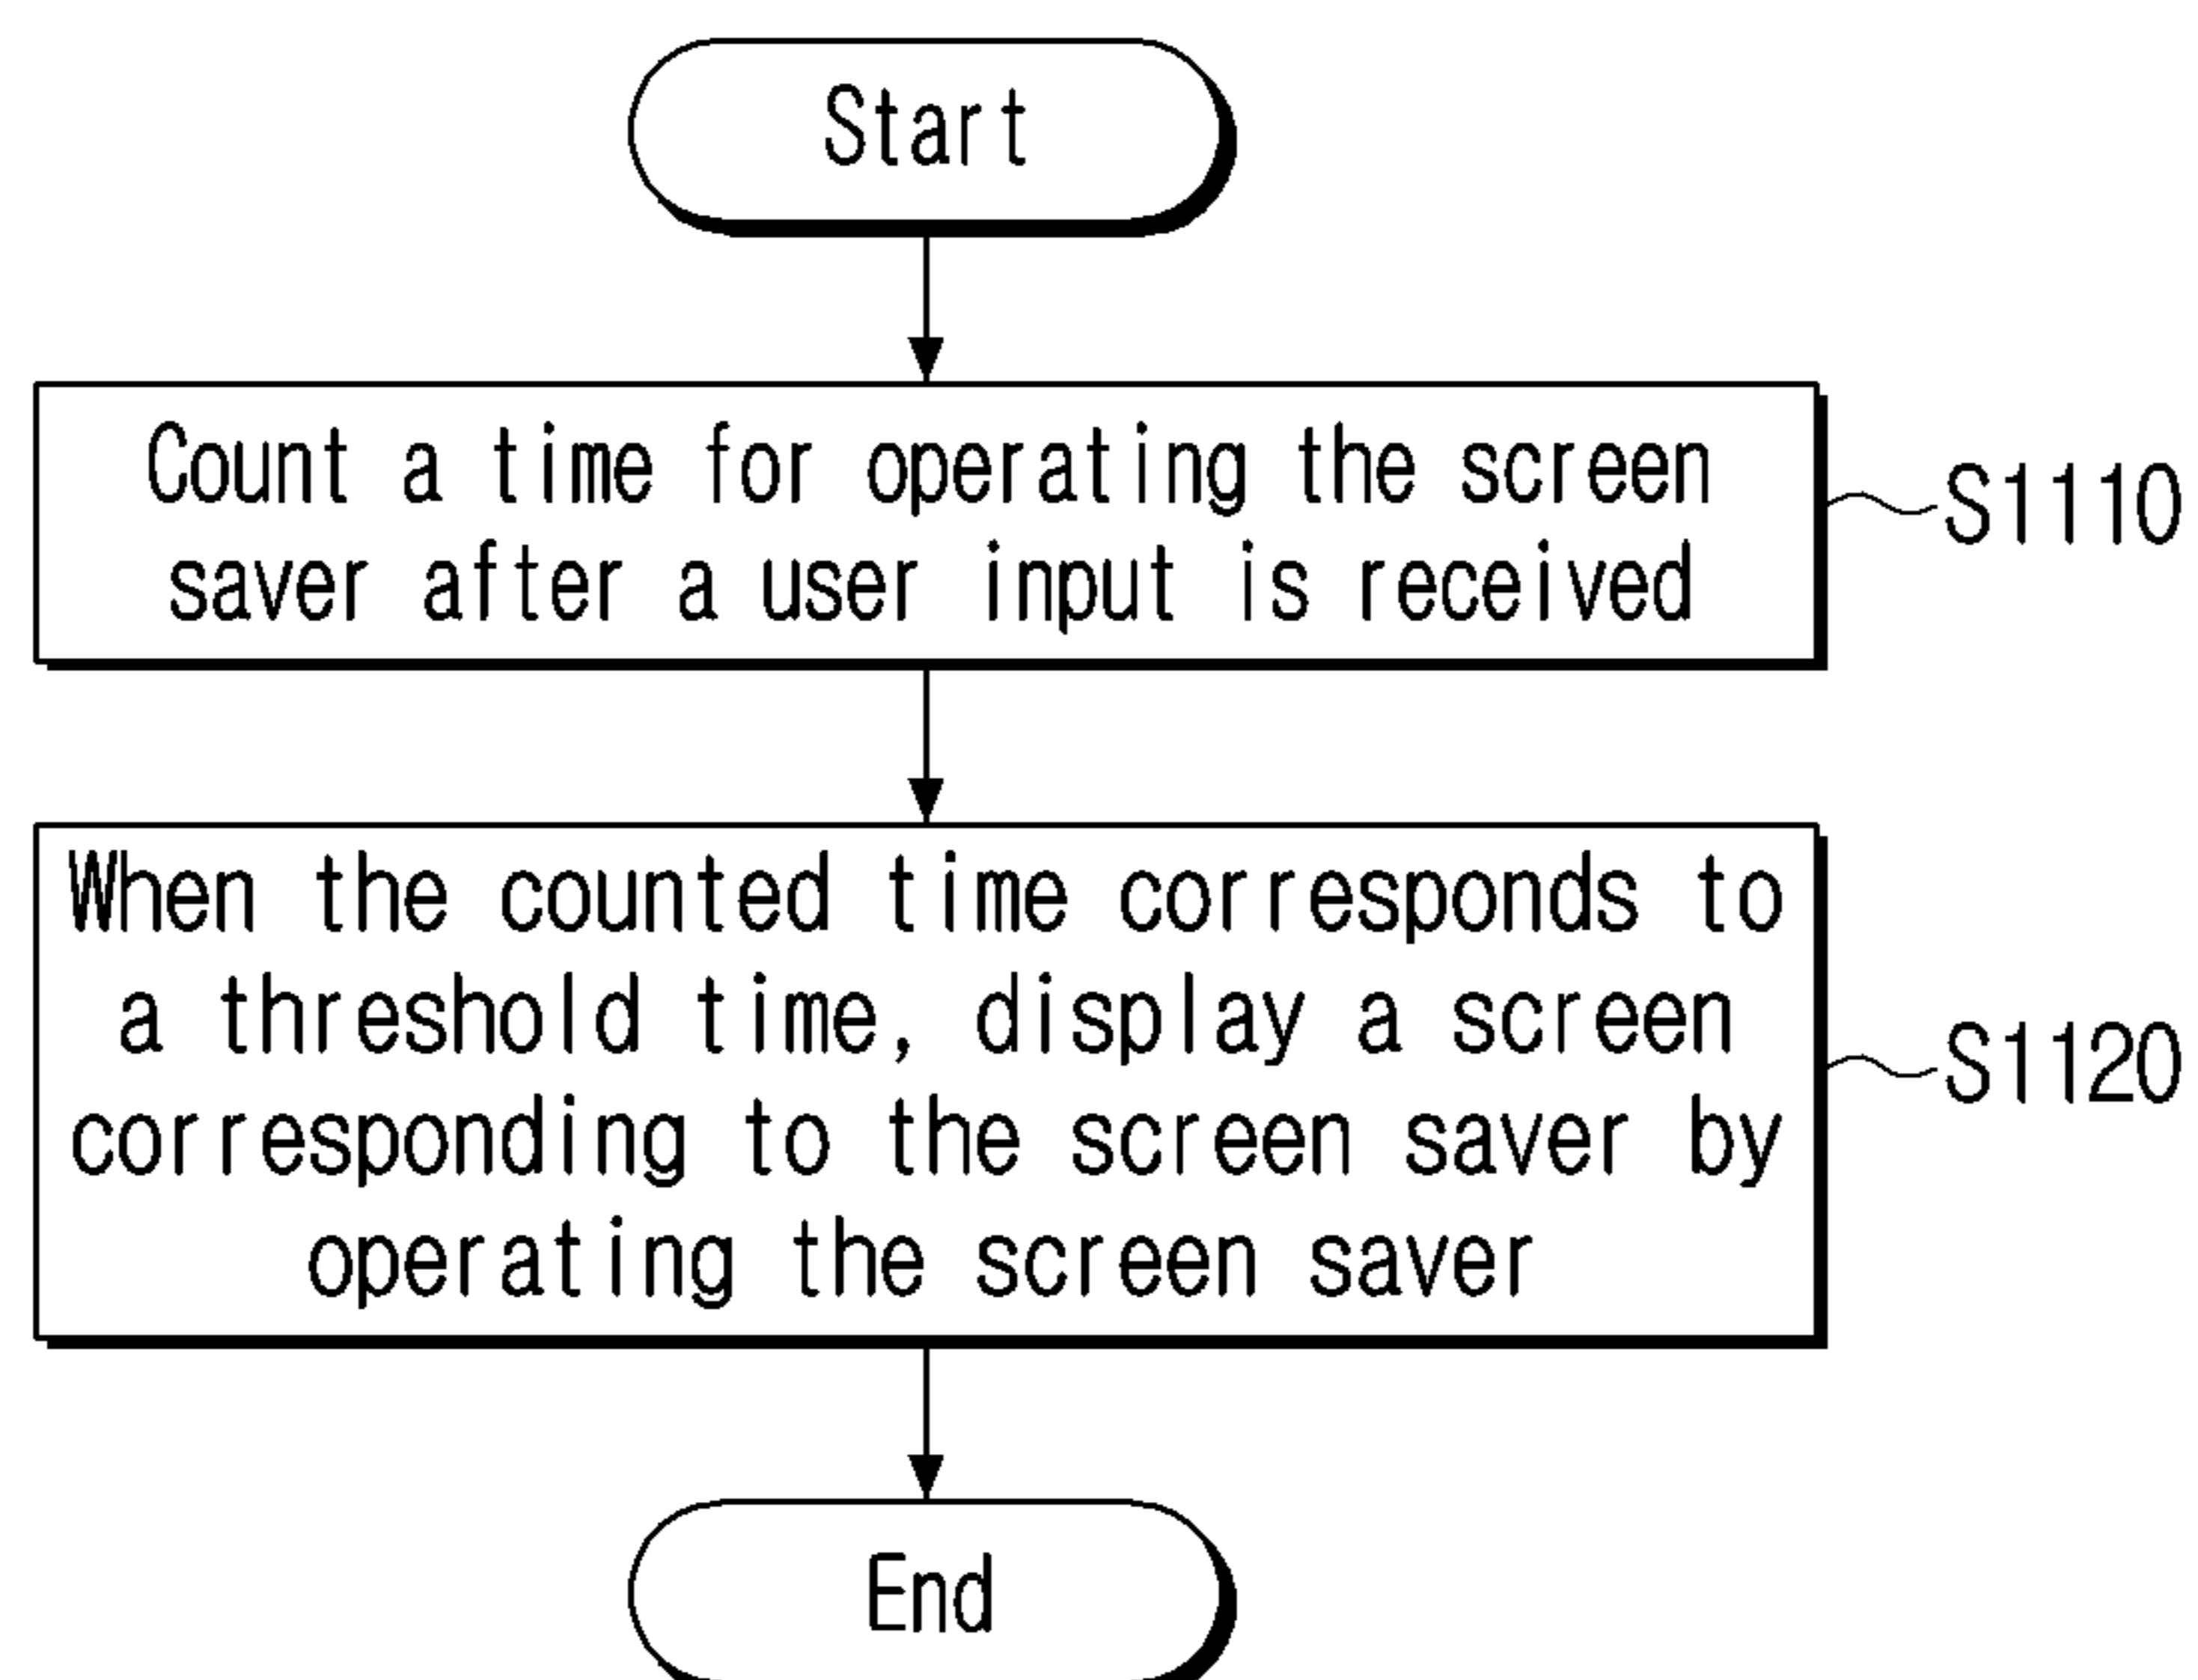 Start
Count a time for operating the screen
saver after a user input is received
S1110
When the counted time corresponds to
a threshold time, display a screen
corresponding to the screen saver by
operating the screen saver
S1120
End